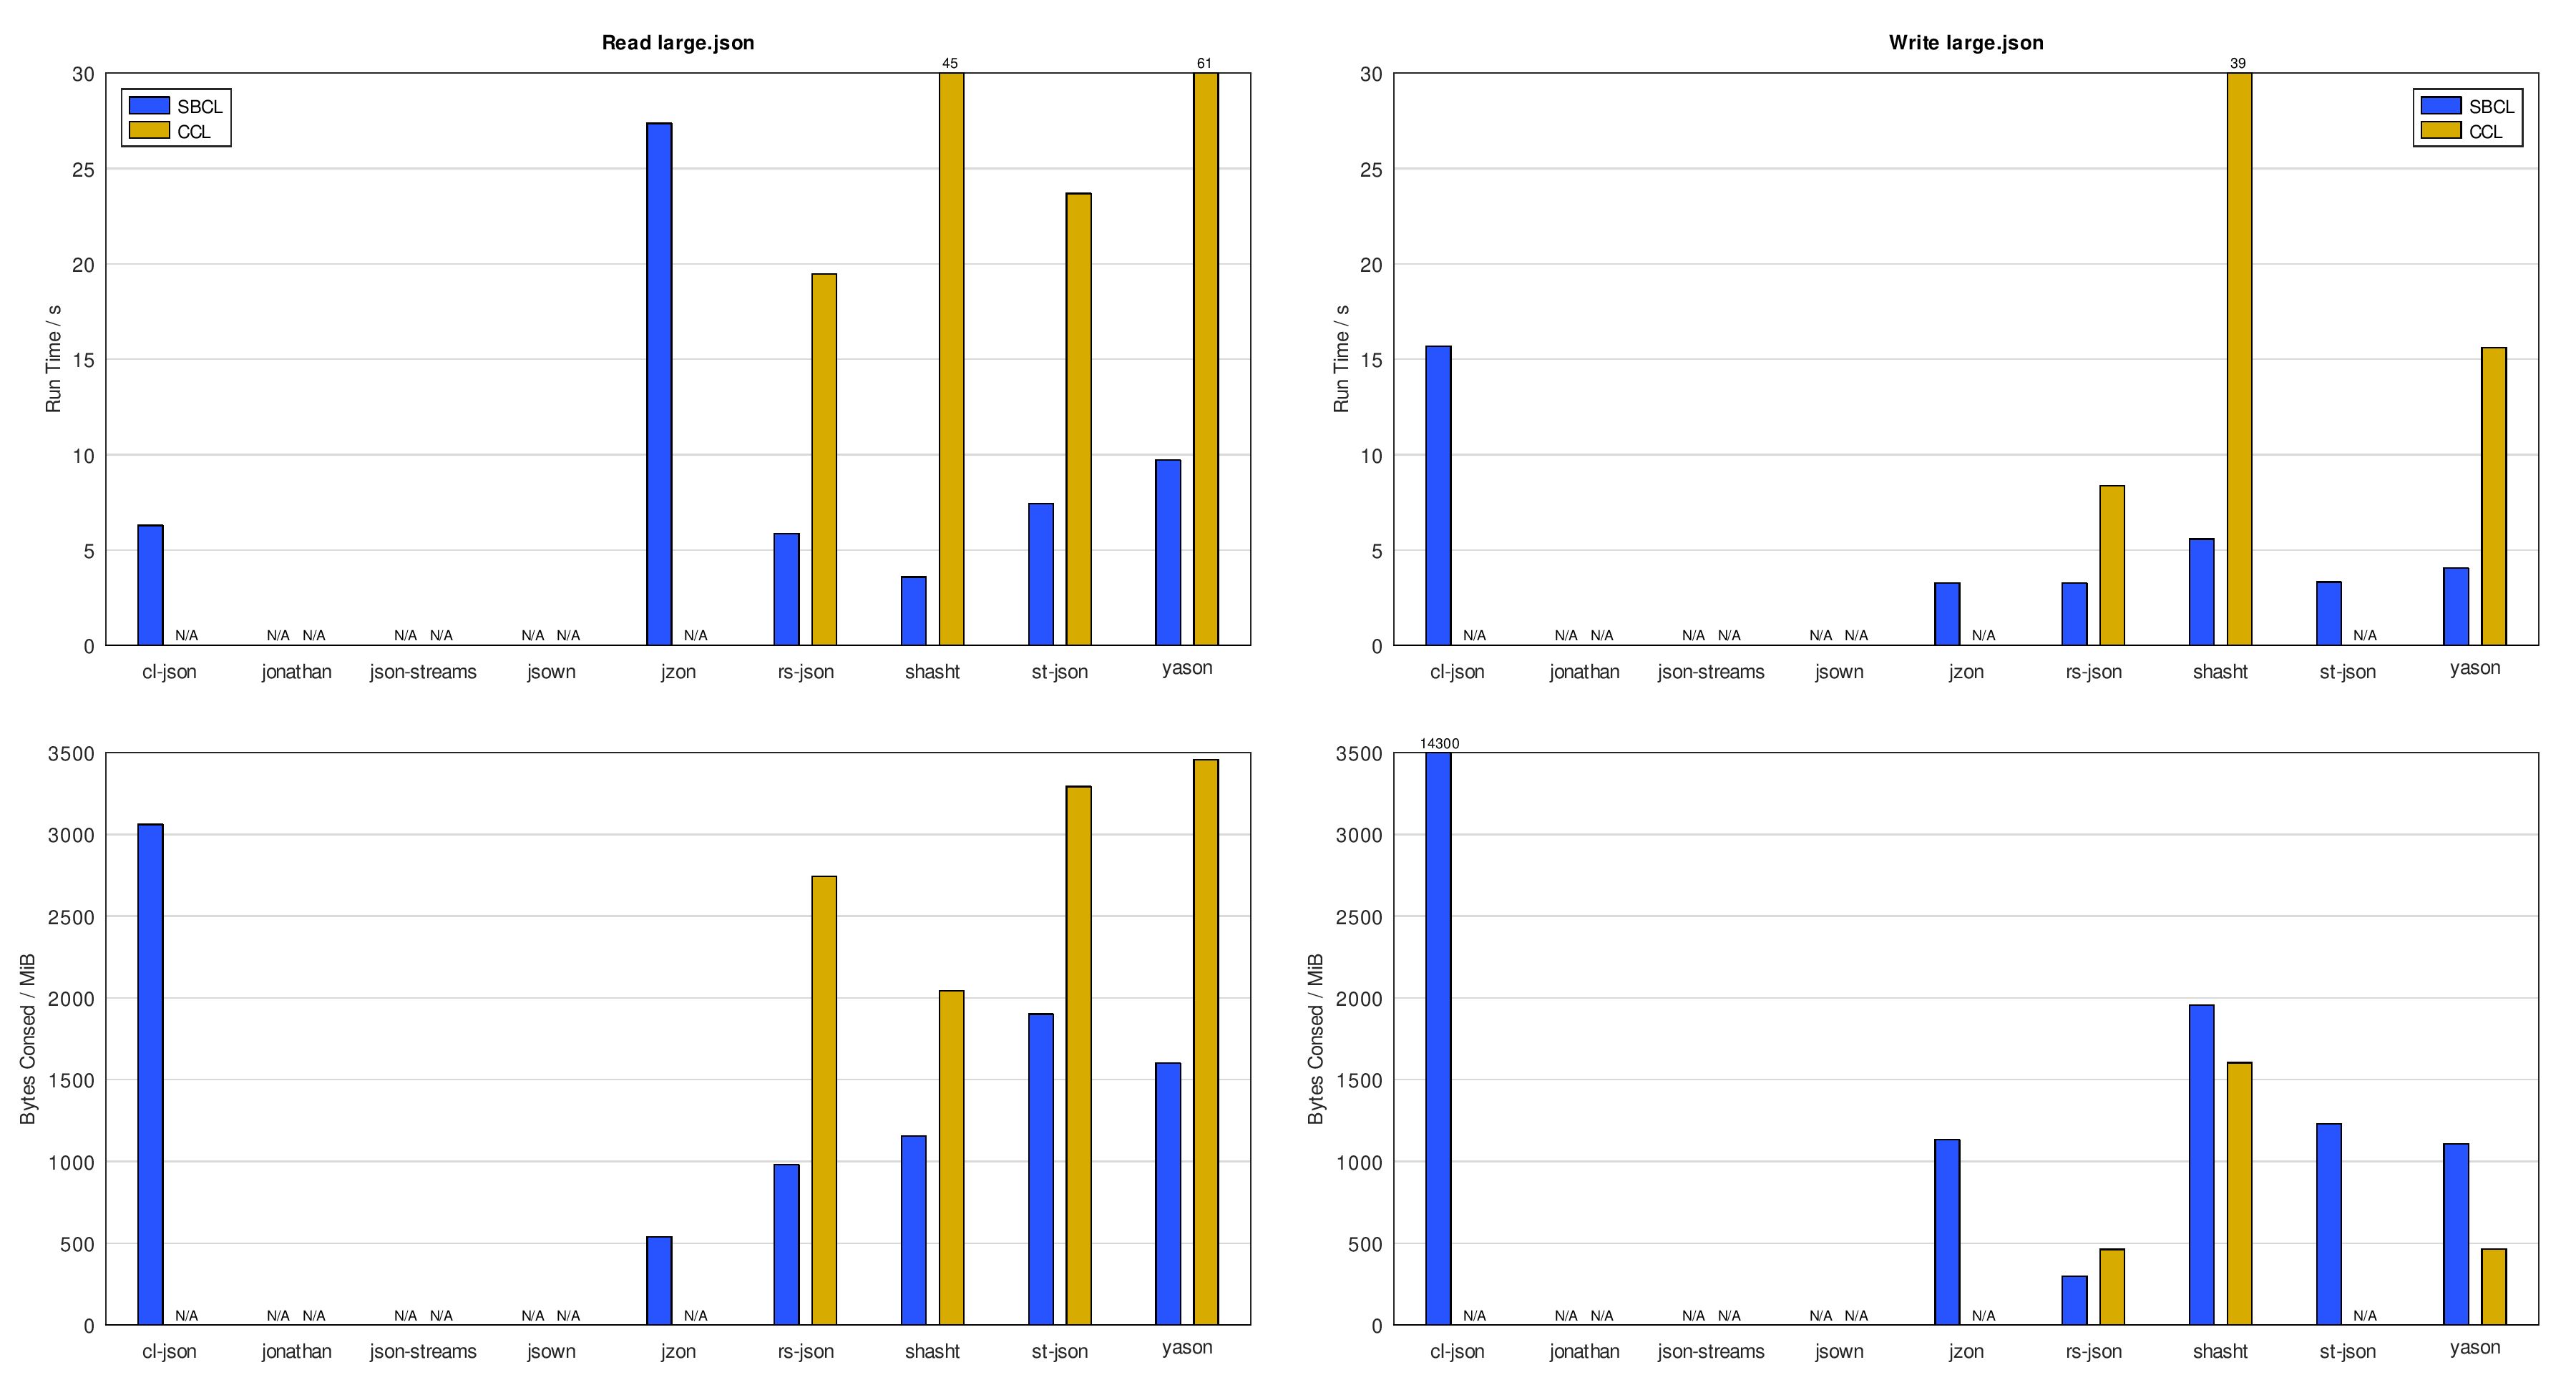 Read large.json
45 61
30
25
20
15
10
5
0
Run Time / s
SBCL
CCL
N/A N/A N/A N/A N/A N/A N/A N/A
cl-json jonathan json-streams jsown jzon rs-json shasht st-json yason
Write large.json
39
30
25
20
15
10
5
0
Run Time / s
SBCL
CCL
N/A N/A N/A N/A N/A N/A N/A N/A N/A
cl-json jonathan json-streams jsown jzon rs-json shasht st-json yason
3500
3000
2500
2000
1500
1000
500
0
Bytes Consed / MiB
N/A N/A N/A N/A N/A N/A N/A N/A
cl-json jonathan json-streams jsown jzon rs-json shasht st-json yason
14300
3500
3000
2500
2000
1500
1000
500
0
Bytes Consed / MiB
N/A N/A N/A N/A N/A N/A N/A N/A N/A
cl-json jonathan json-streams jsown jzon rs-json shasht st-json yason